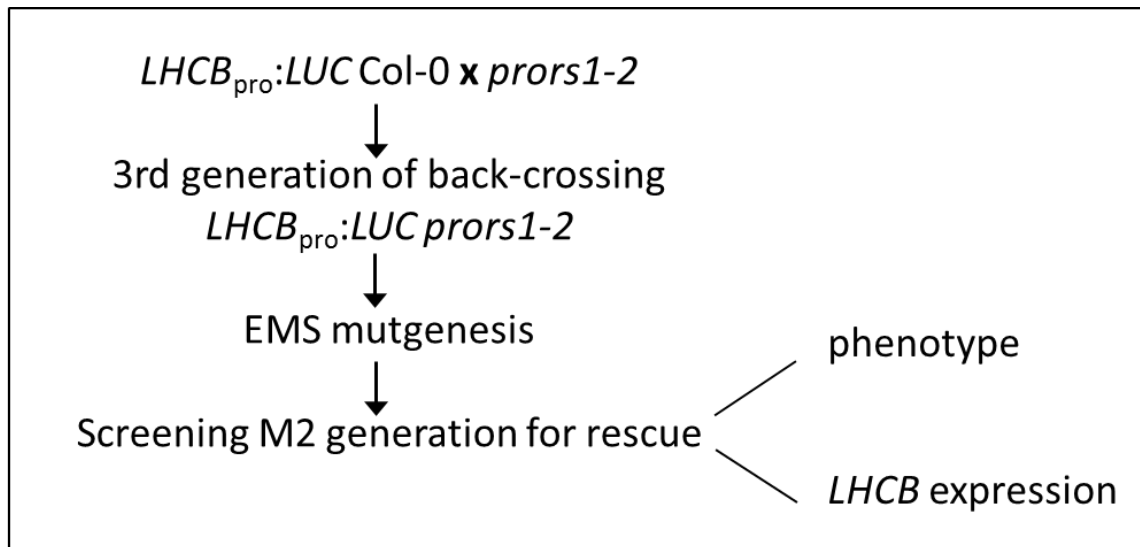 LHCBpro:LUC Col-0 x prors1-2
3rd generation of back-crossing
LHCBpro:LUC prors1-2
EMS mutgenesis
phenotype
Screening M2 generation for rescue
LHCB expression